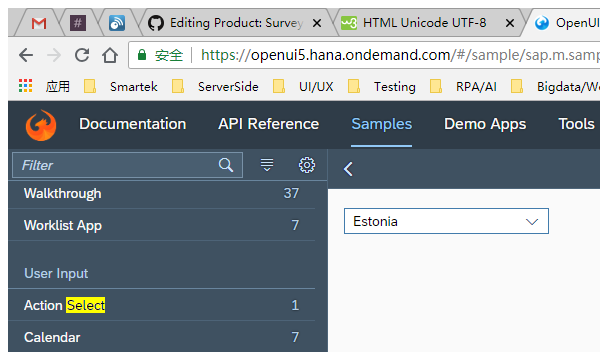 Editing Product: Survey
HTML Unicode UTF-8
OpenUI
安全 https://openui5.hana.ondemand.com/#/sample/sap.m.samp
应用 Smartek ServerSide UI/UX Testing RPA/AI Bigdata/Wo
Documentation API Reference Samples Demo Apps Tools
Filter
Walkthrough 37
Worklist App 7
Estonia
User Input
Action Select 1
Calendar 7